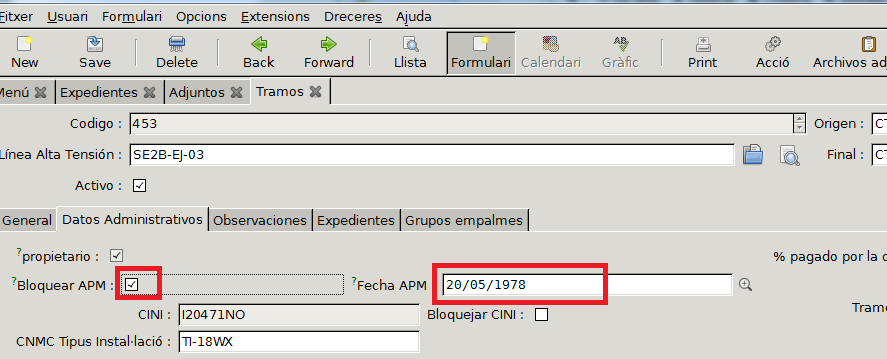 Fitxer Usuari Formulari Opcions Extensions Dreceres Ajuda
New Save Delete Back Forward Llista Formulari Calendari Gràfic Print Acció Archivos ad
Menú Expedientes Adjuntos Tramos
Codigo : 453 Origen : CT
Línea Alta Tensión : SE2B-EJ-03 Final : CT
Activo :
General Datos Administrativos Observaciones Expedientes Grupos empalmes
?propietario : % pagado por la c
?Bloquear APM : ?Fecha APM 20/05/1978
CINI : I20471NO Bloquejar CINI : Tramo
CNMC Tipus Instal·lació : TI-18WX